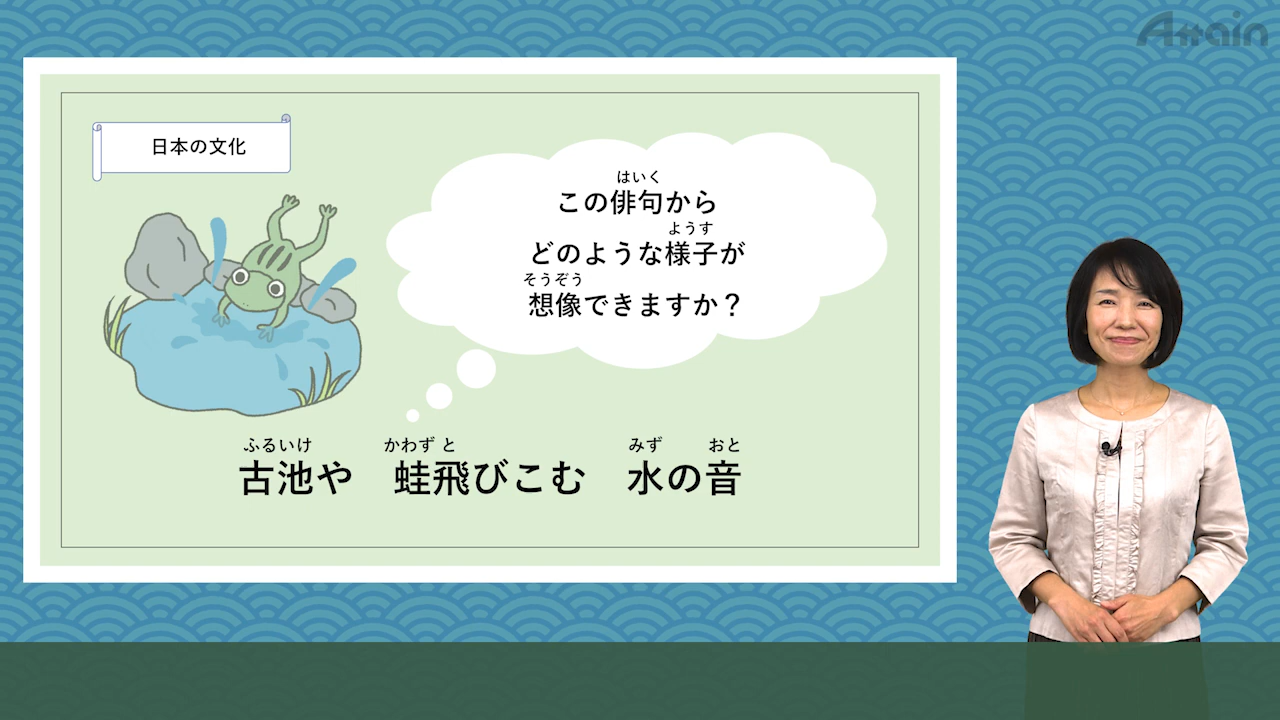 Attain
日本の文化
はいく
この俳句から
ようす
どのような様子が
そうぞう
想像できますか？
ふるいけ かわず と みず おと
古池や 蛙飛びこむ 水の音